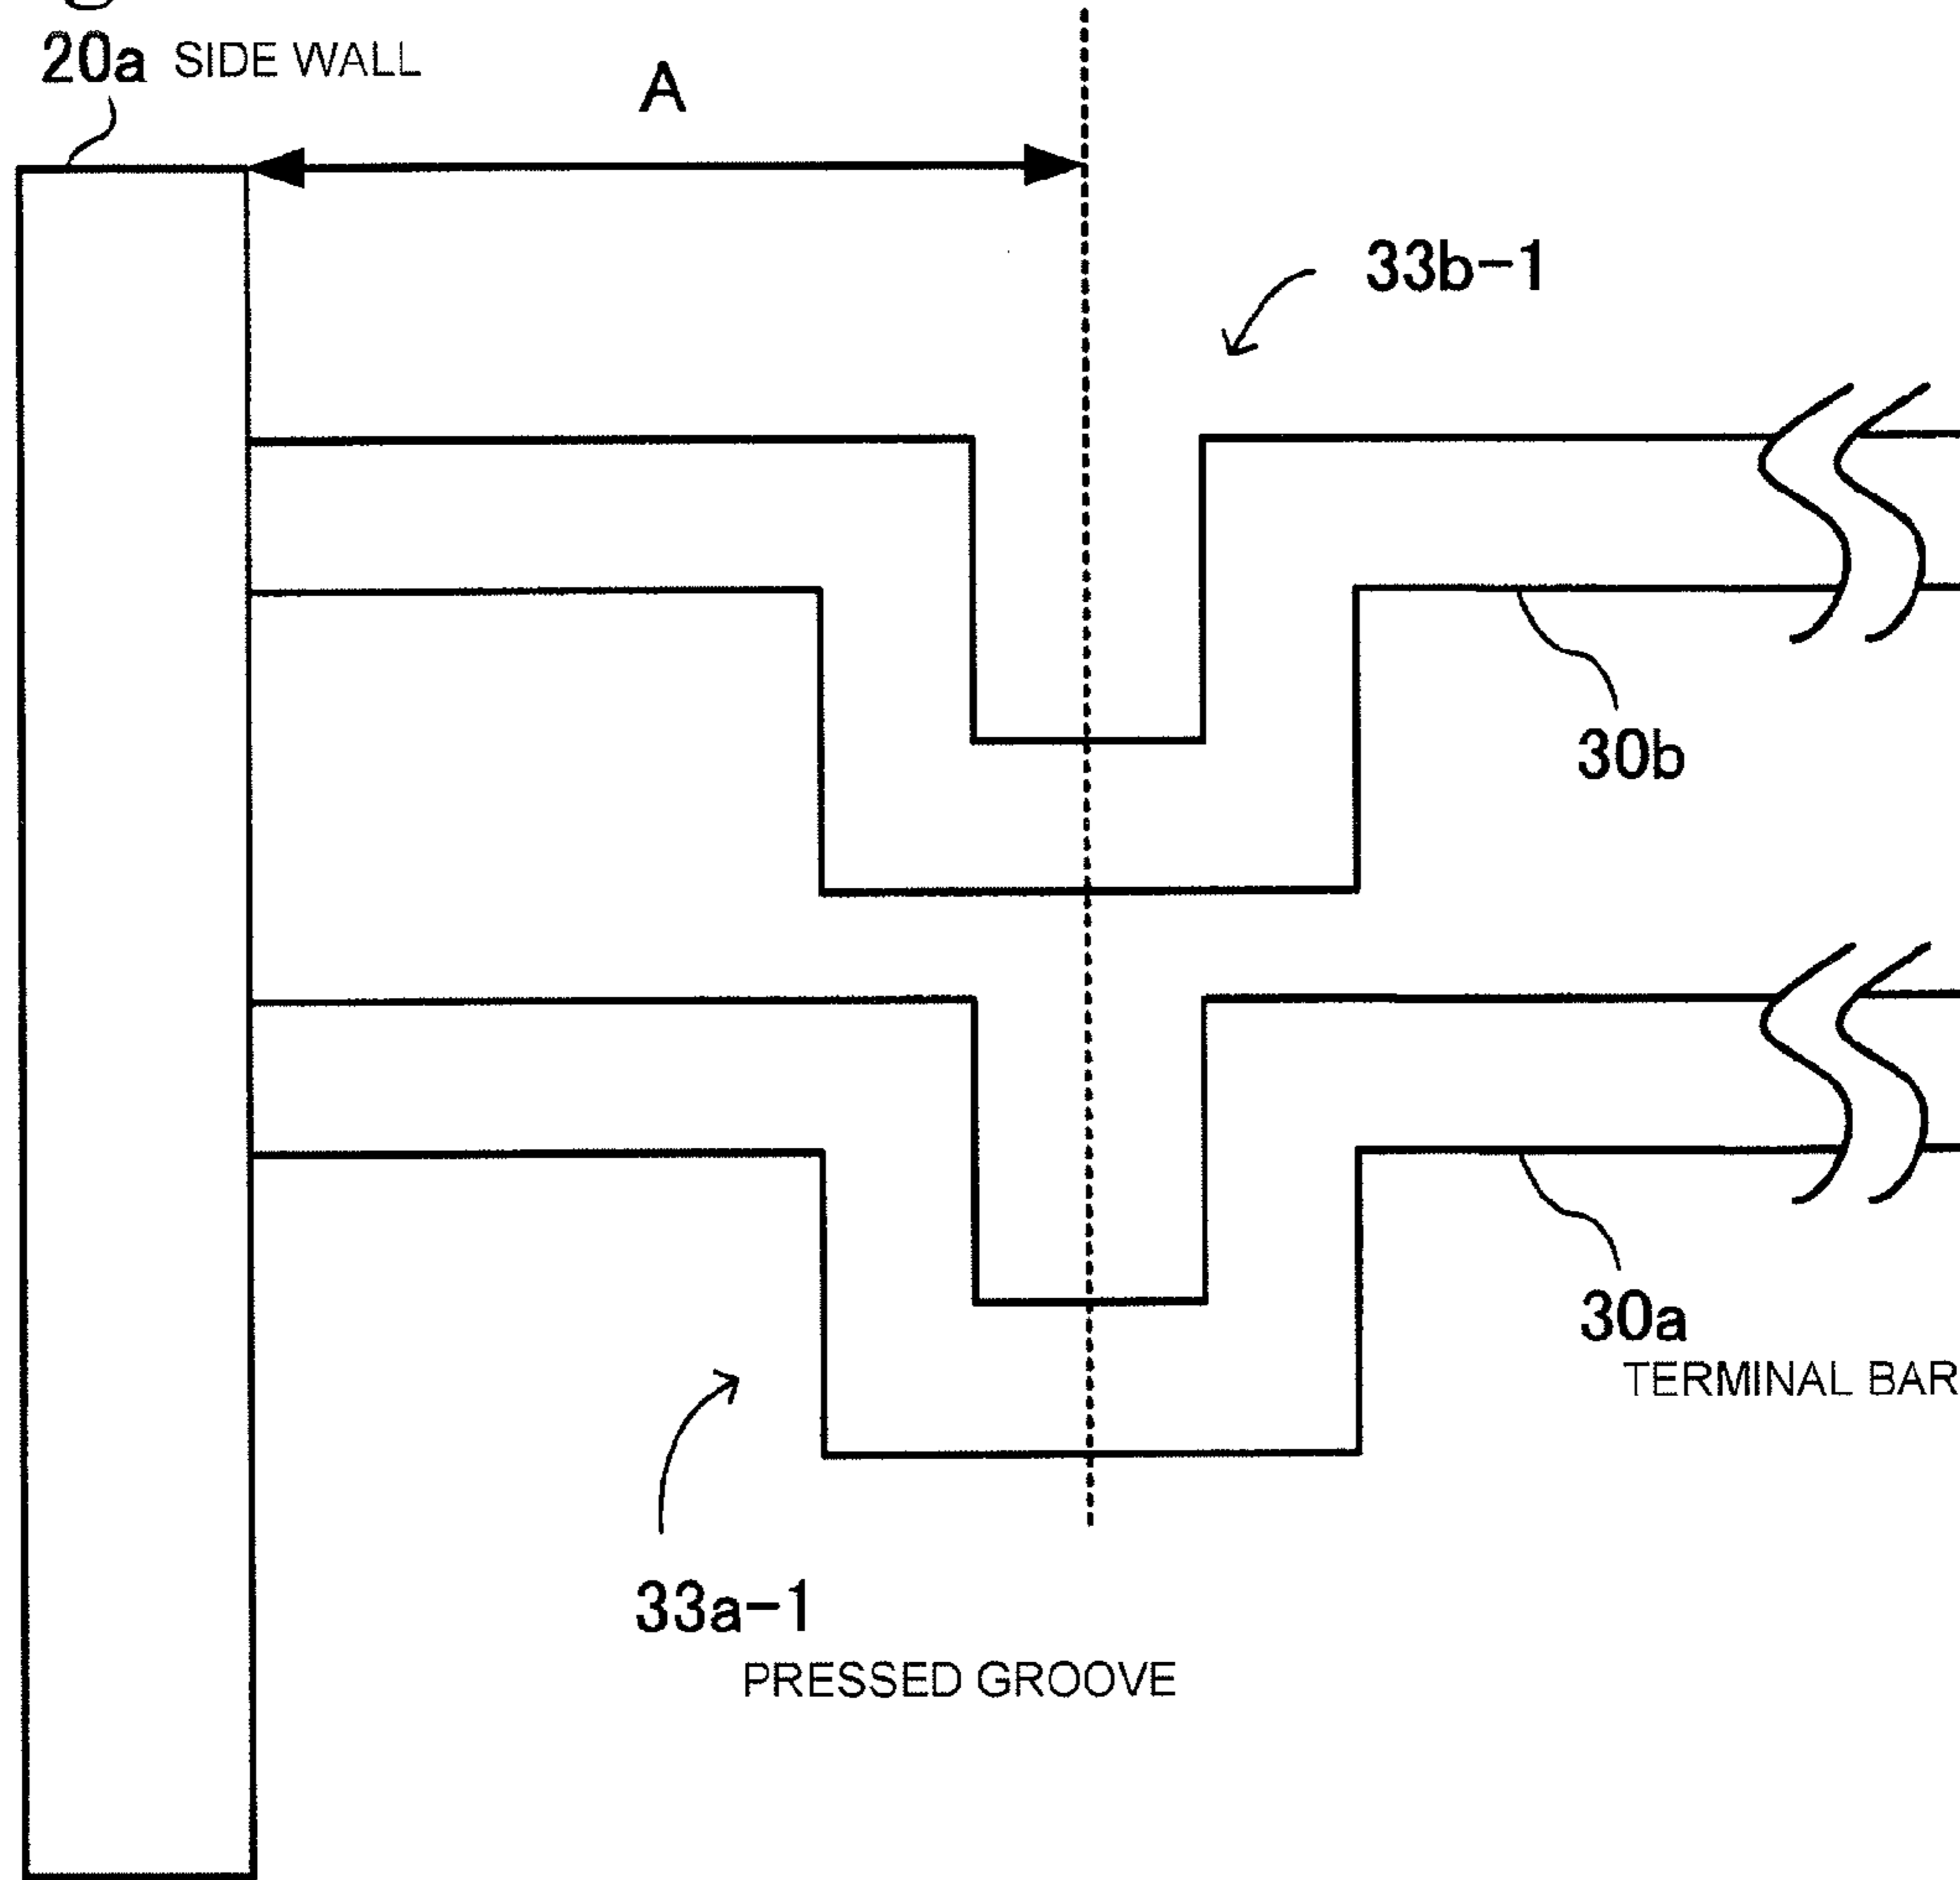 20a SIDE WALL
A
33b-1
30b
30a
TERMINAL BAR
33a-1
PRESSED GROOVE